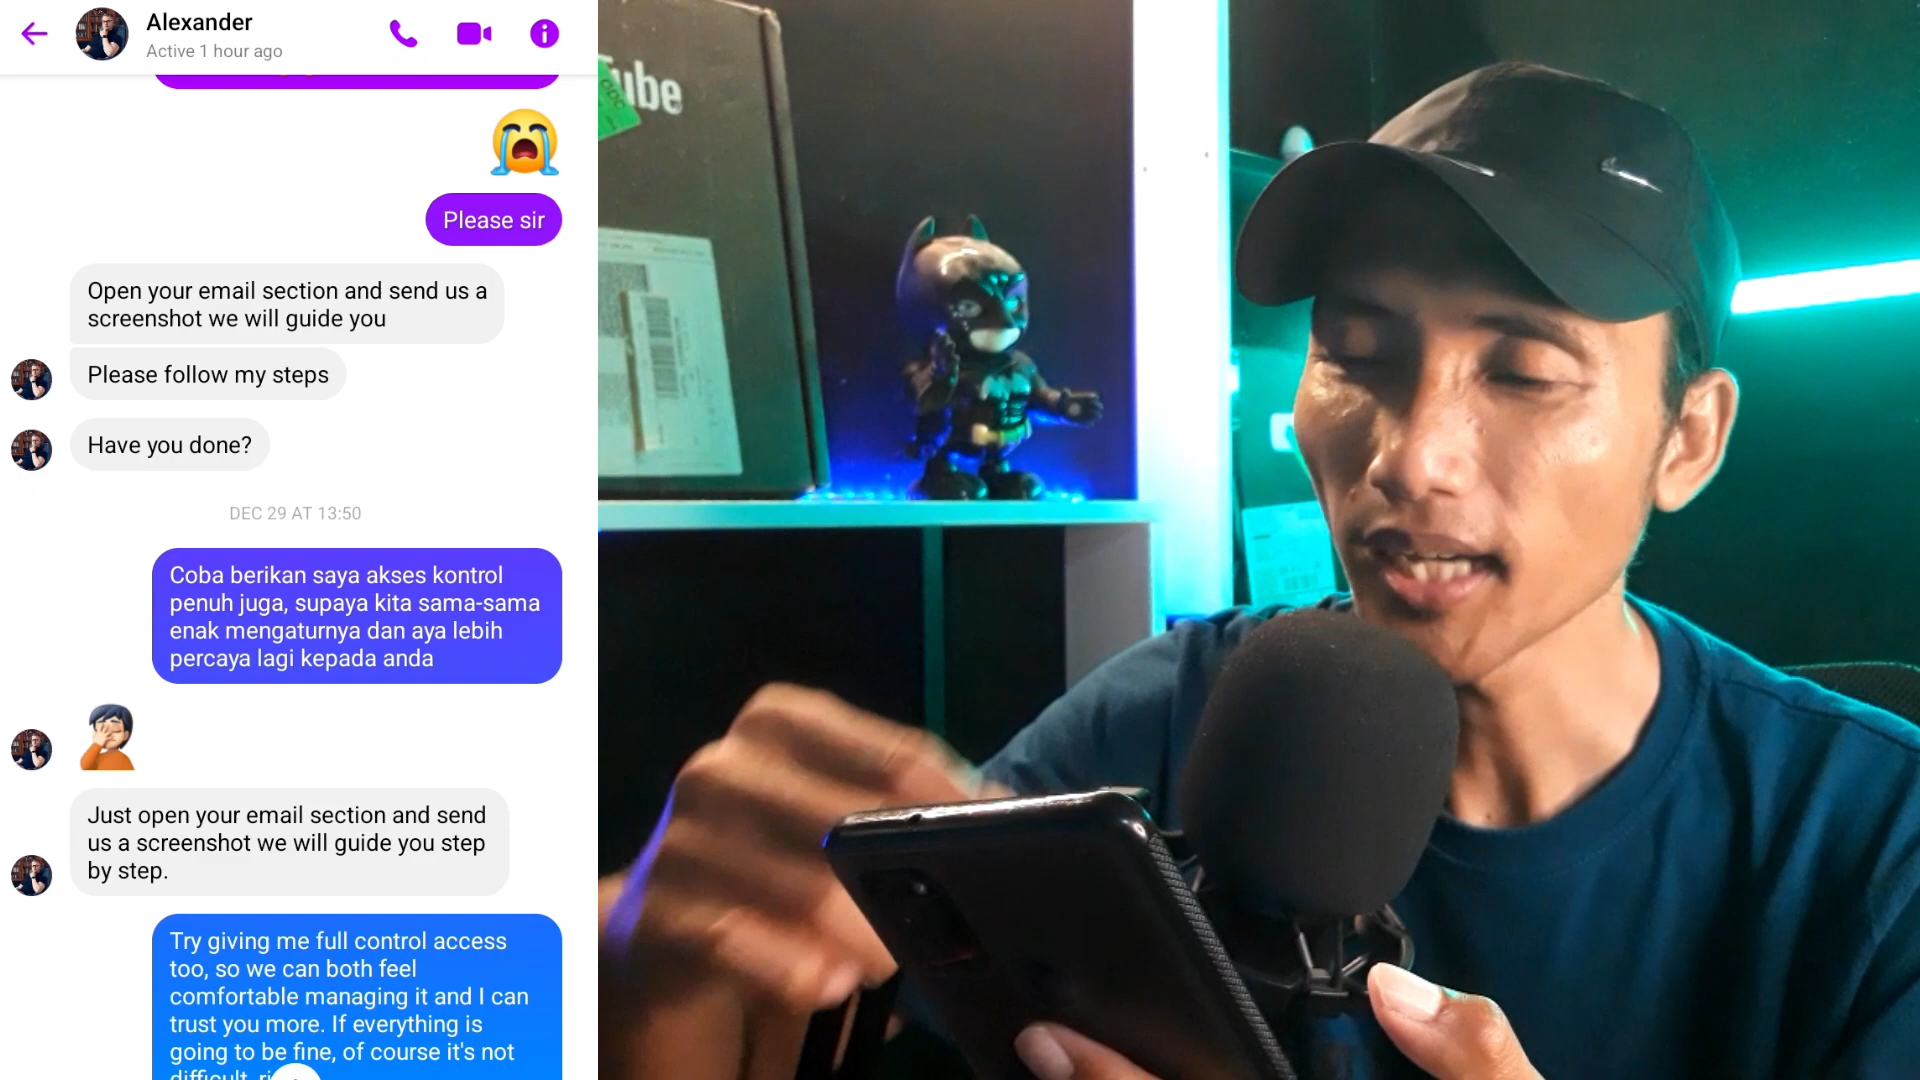 Alexander
Active 1 hour ago
Please sir
Open your email section and send us a
screenshot we will guide you
Please follow my steps
Have you done?
DEC 29 AT 13:50
Coba berikan saya akses kontrol
penuh juga, supaya kita sama-sama
enak mengaturnya dan aya lebih
percaya lagi kepada anda
Just open your email section and send
us a screenshot we will guide you step
by step.
Try giving me full control access
too, so we can both feel
comfortable managing it and I can
trust you more. If everything is
going to be fine, of course it's not
difficult,
ube